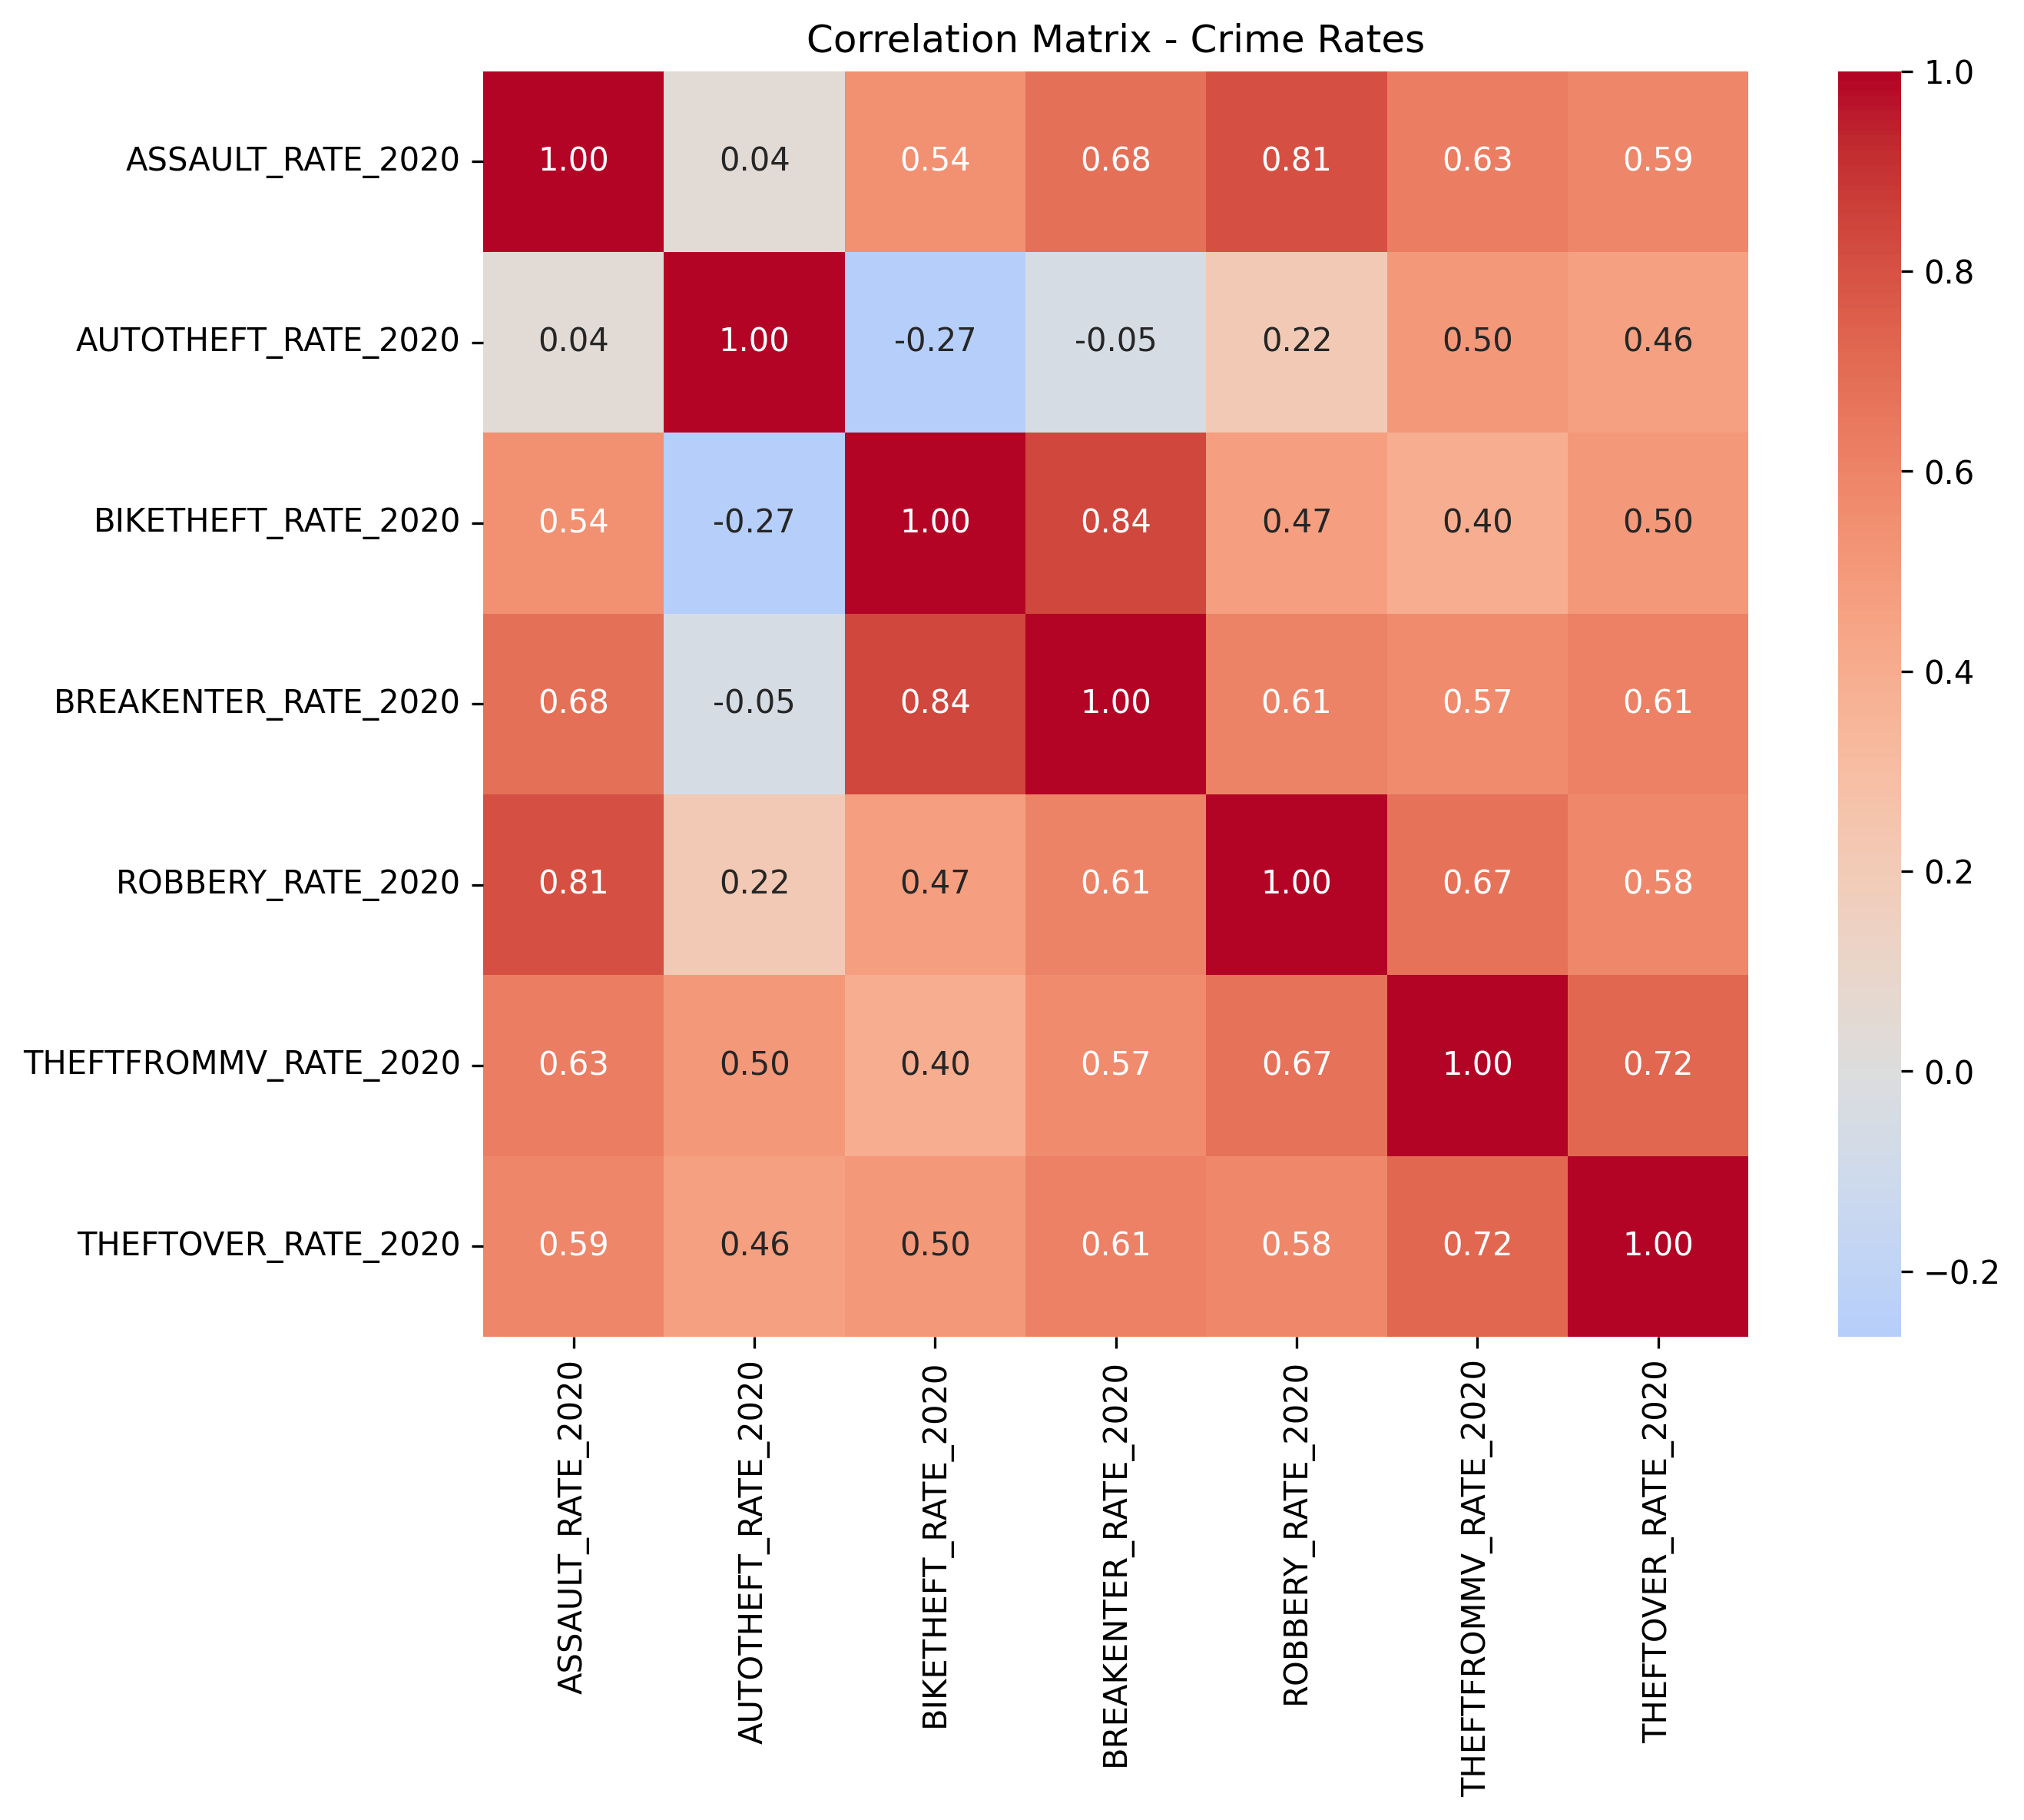 Correlation Matrix - Crime Rates
ASSAULT_RATE_2020 1.00 0.04 0.54 0.68 0.81 0.63 0.59
AUTOTHEFT_RATE_2020 0.04 1.00 -0.27 -0.05 0.22 0.50 0.46
BIKETHEFT_RATE_2020 0.54 -0.27 1.00 0.84 0.47 0.40 0.50
BREAKENTER_RATE_2020 0.68 -0.05 0.84 1.00 0.61 0.57 0.61
ROBBERY_RATE_2020 0.81 0.22 0.47 0.61 1.00 0.67 0.58
THEFTFROMMV_RATE_2020 0.63 0.50 0.40 0.57 0.67 1.00 0.72
THEFTOVER_RATE_2020 0.59 0.46 0.50 0.61 0.58 0.72 1.00
ASSAULT_RATE_2020
AUTOTHEFT_RATE_2020
BIKETHEFT_RATE_2020
BREAKENTER_RATE_2020
ROBBERY_RATE_2020
THEFTFROMMV_RATE_2020
THEFTOVER_RATE_2020
1.0
0.8
0.6
0.4
0.2
0.0
−0.2